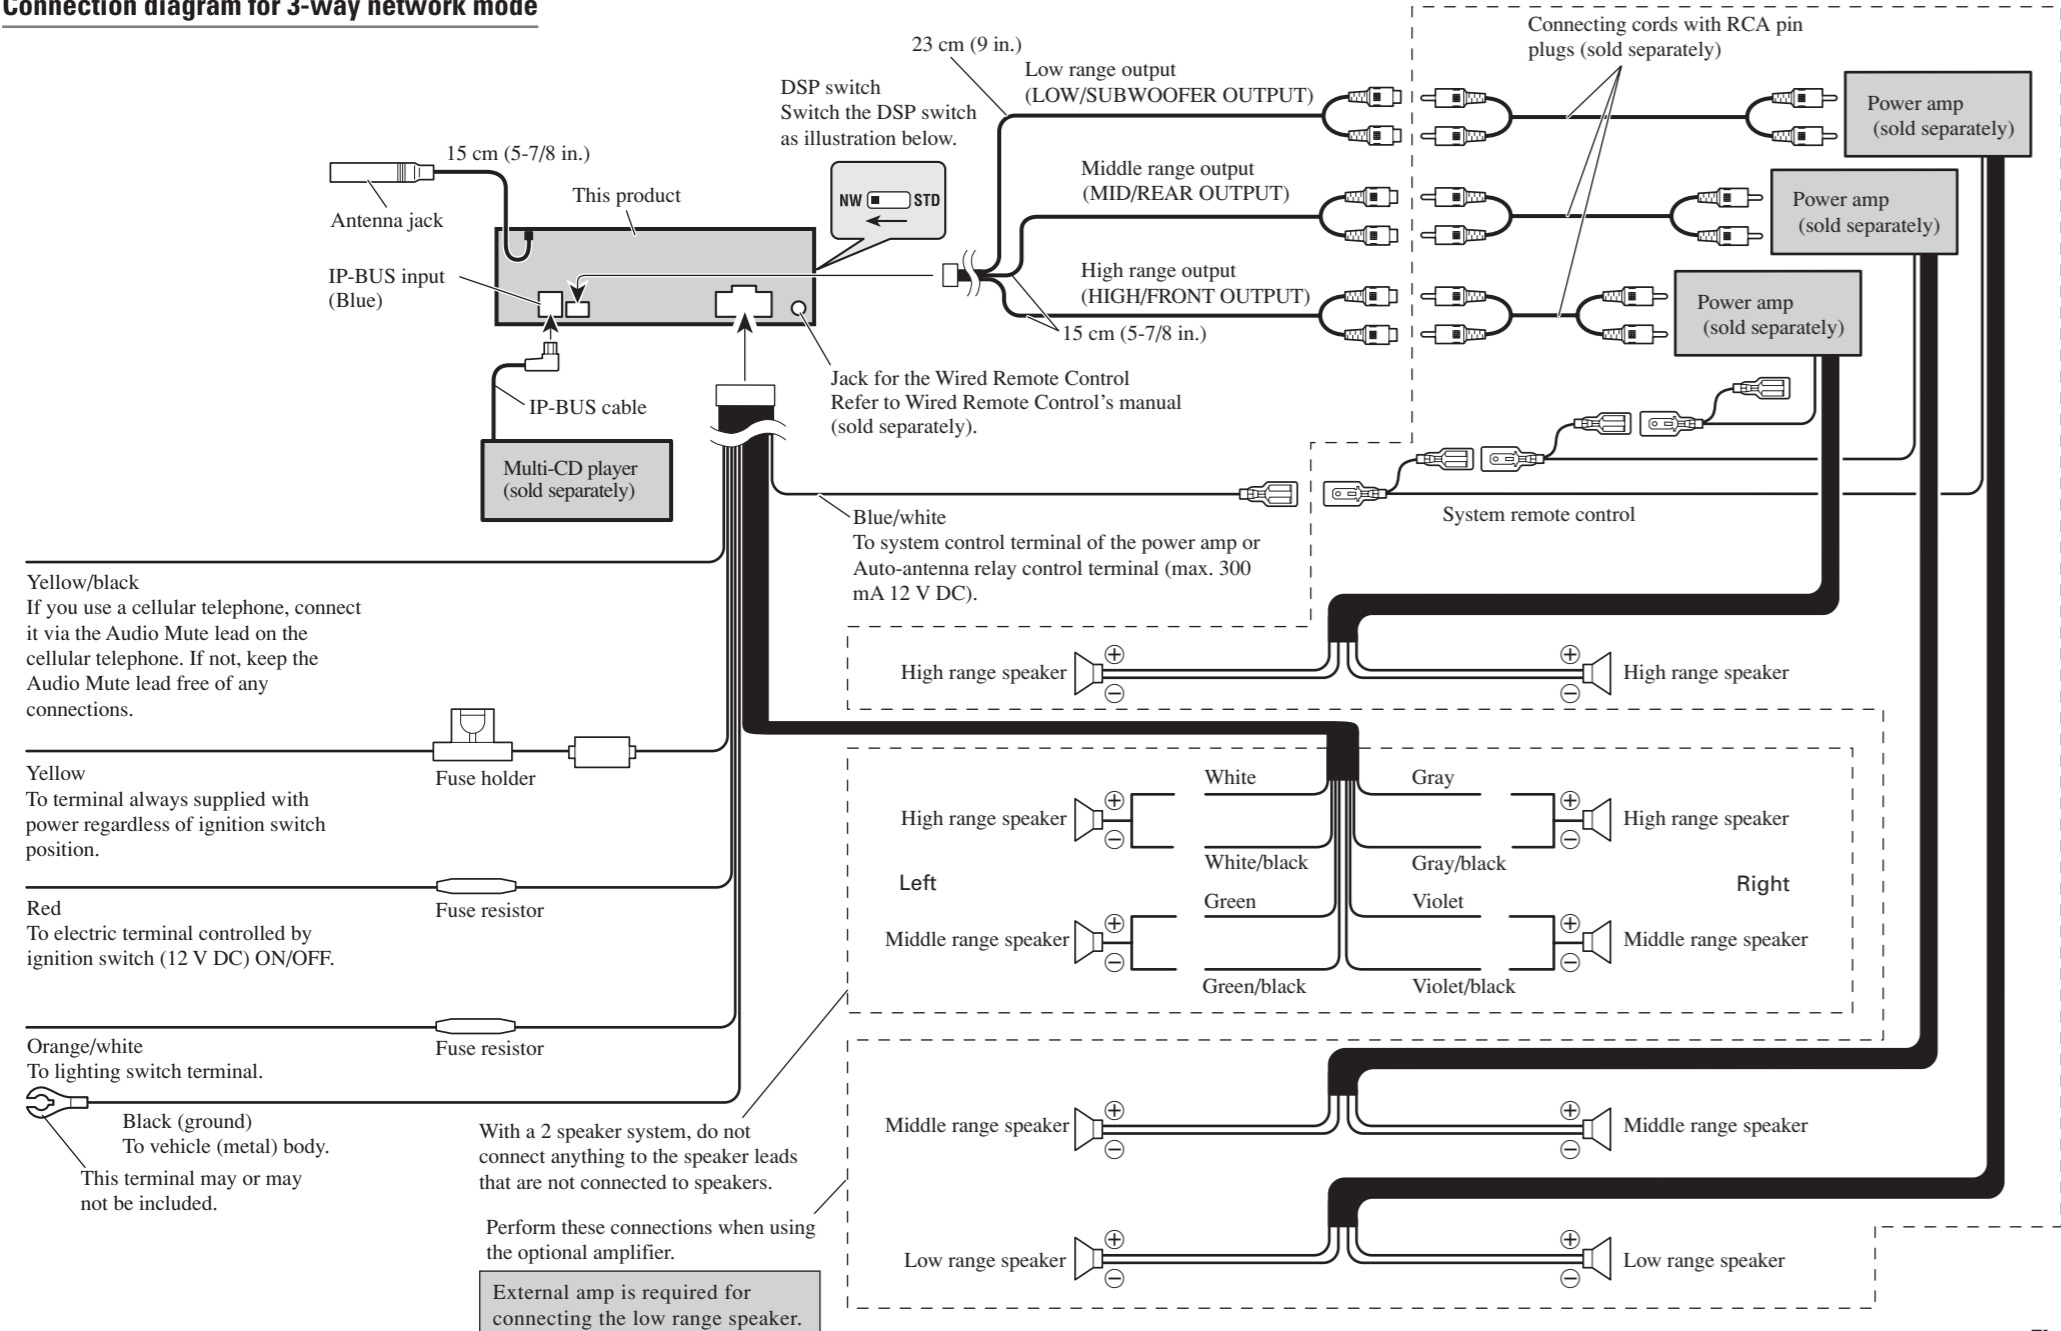 Connection diagram for 3-way network mode
Connecting cords with RCA pin
plugs (sold separately)
23 cm (9 in.)
Low range output
(LOW/SUBWOOFER OUTPUT)
DSP switch
Switch the DSP switch
as illustration below.
Power amp
(sold separately)
15 cm (5-7/8 in.)
Antenna jack
This product
NW
STD
Middle range output
(MID/REAR OUTPUT)
Power amp
(sold separately)
IP-BUS input
(Blue)
High range output
(HIGH/FRONT OUTPUT)
15 cm (5-7/8 in.)
Power amp
(sold separately)
IP-BUS cable
Jack for the Wired Remote Control
Refer to Wired Remote Control's manual
(sold separately).
Multi-CD player
(sold separately)
Blue/white
To system control terminal of the power amp or
Auto-antenna relay control terminal (max. 300
mA 12 V DC).
System remote control
Yellow/black
If you use a cellular telephone, connect
it via the Audio Mute lead on the
cellular telephone. If not, keep the
Audio Mute lead free of any
connections.
High range speaker
+
−
+
−
High range speaker
Yellow
To terminal always supplied with
power regardless of ignition switch
position.
Fuse holder
White
Gray
High range speaker
+
−
+
−
High range speaker
White/black
Gray/black
Left
Right
Green
Violet
Middle range speaker
+
−
+
−
Middle range speaker
Green/black
Violet/black
Red
To electric terminal controlled by
ignition switch (12 V DC) ON/OFF.
Fuse resistor
Orange/white
To lighting switch terminal.
Fuse resistor
Black (ground)
To vehicle (metal) body.
This terminal may or may
not be included.
With a 2 speaker system, do not
connect anything to the speaker leads
that are not connected to speakers.
Middle range speaker
+
−
+
−
Middle range speaker
Perform these connections when using
the optional amplifier.
Low range speaker
+
−
+
−
Low range speaker
External amp is required for
connecting the low range speaker.